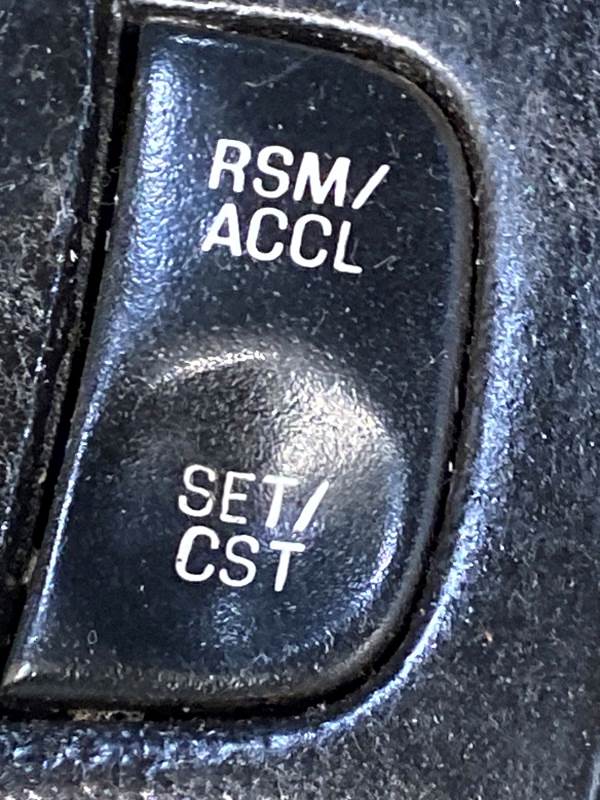 RSM/
ACCL
SET/
CST